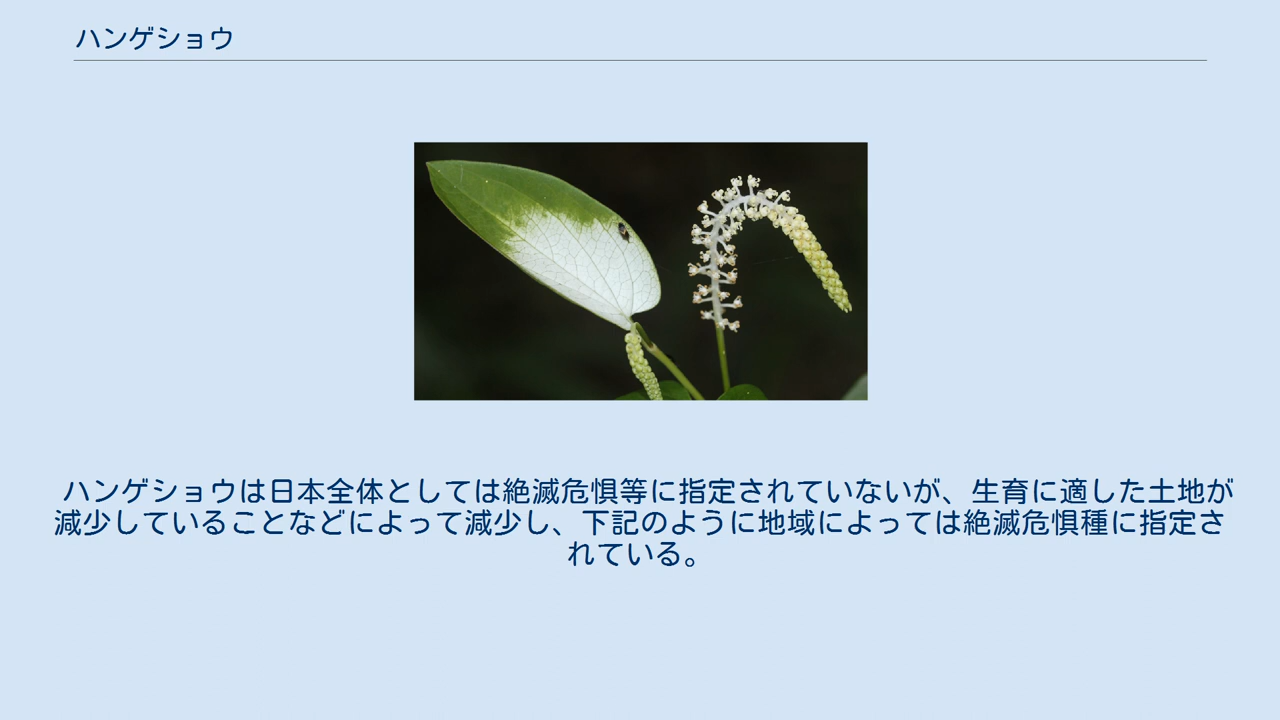 ハンゲショウ
ハンゲショウは日本全体としては絶滅危惧等に指定されていないが、生育に適した土地が
減少していることなどによって減少し、下記のように地域によっては絶滅危惧種に指定さ
れている。